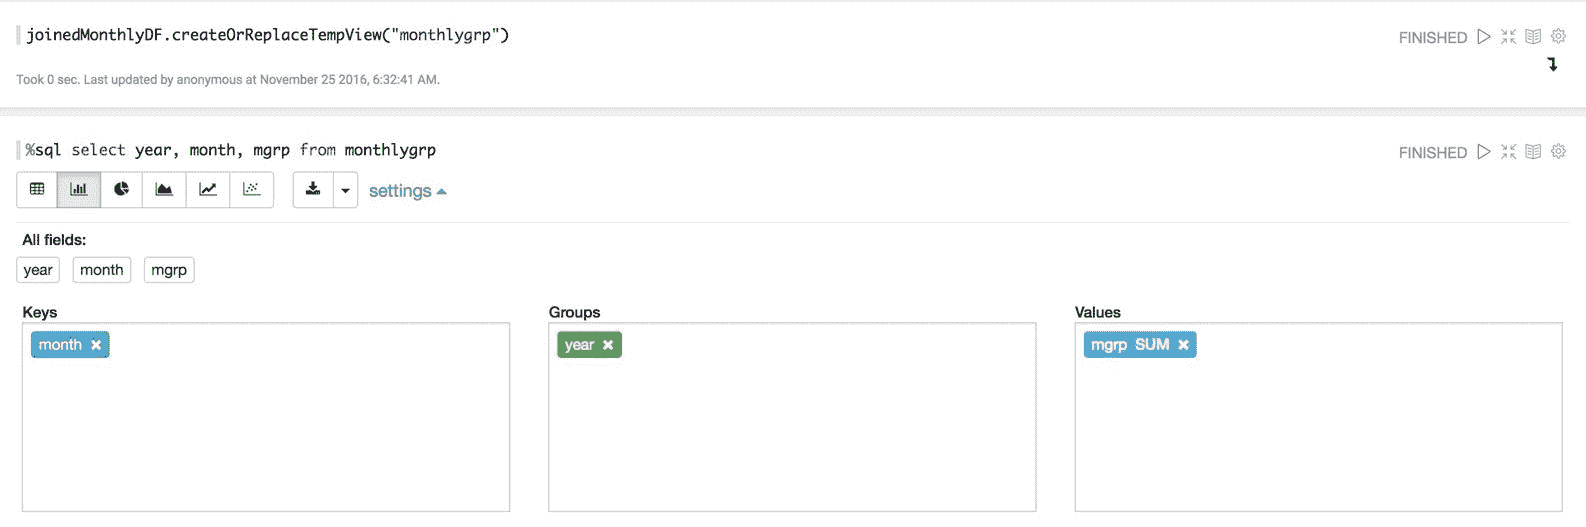 joinedMonthlyDF.createOrReplaceTempView("monthlygrp")
FINISHED
Took 0 sec. Last updated by anonymous at November 25 2016, 6:32:41 AM.
%sql select year, month, mgrp from monthlygrp
FINISHED
settings
All fields:
year month mgrp
Keys Groups Values
month year mgrp SUM